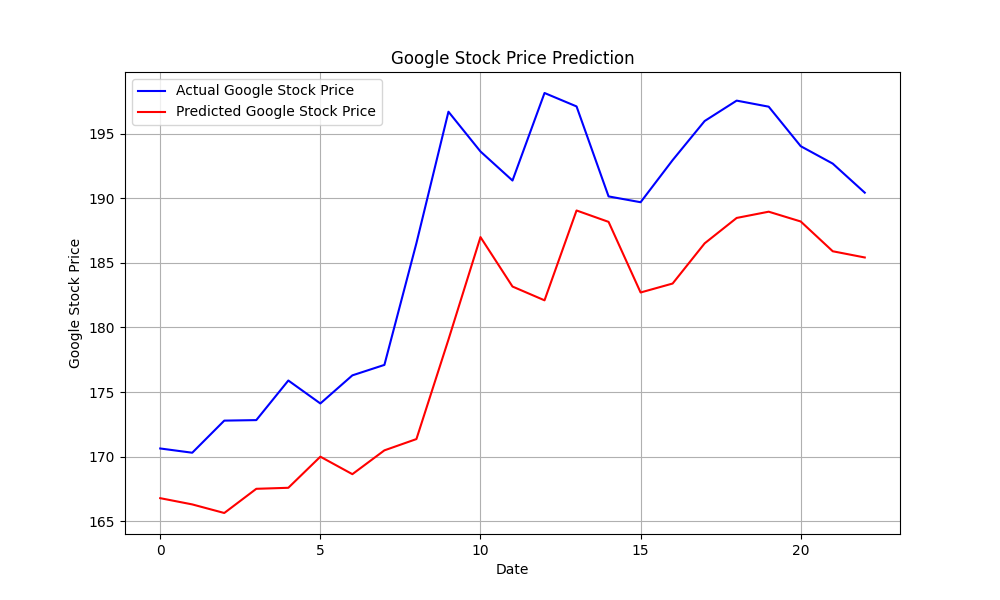 Google Stock Price Prediction
Actual Google Stock Price
Predicted Google Stock Price
Google Stock Price
195
190
185
180
175
170
165
0
5
10
15
20
Date